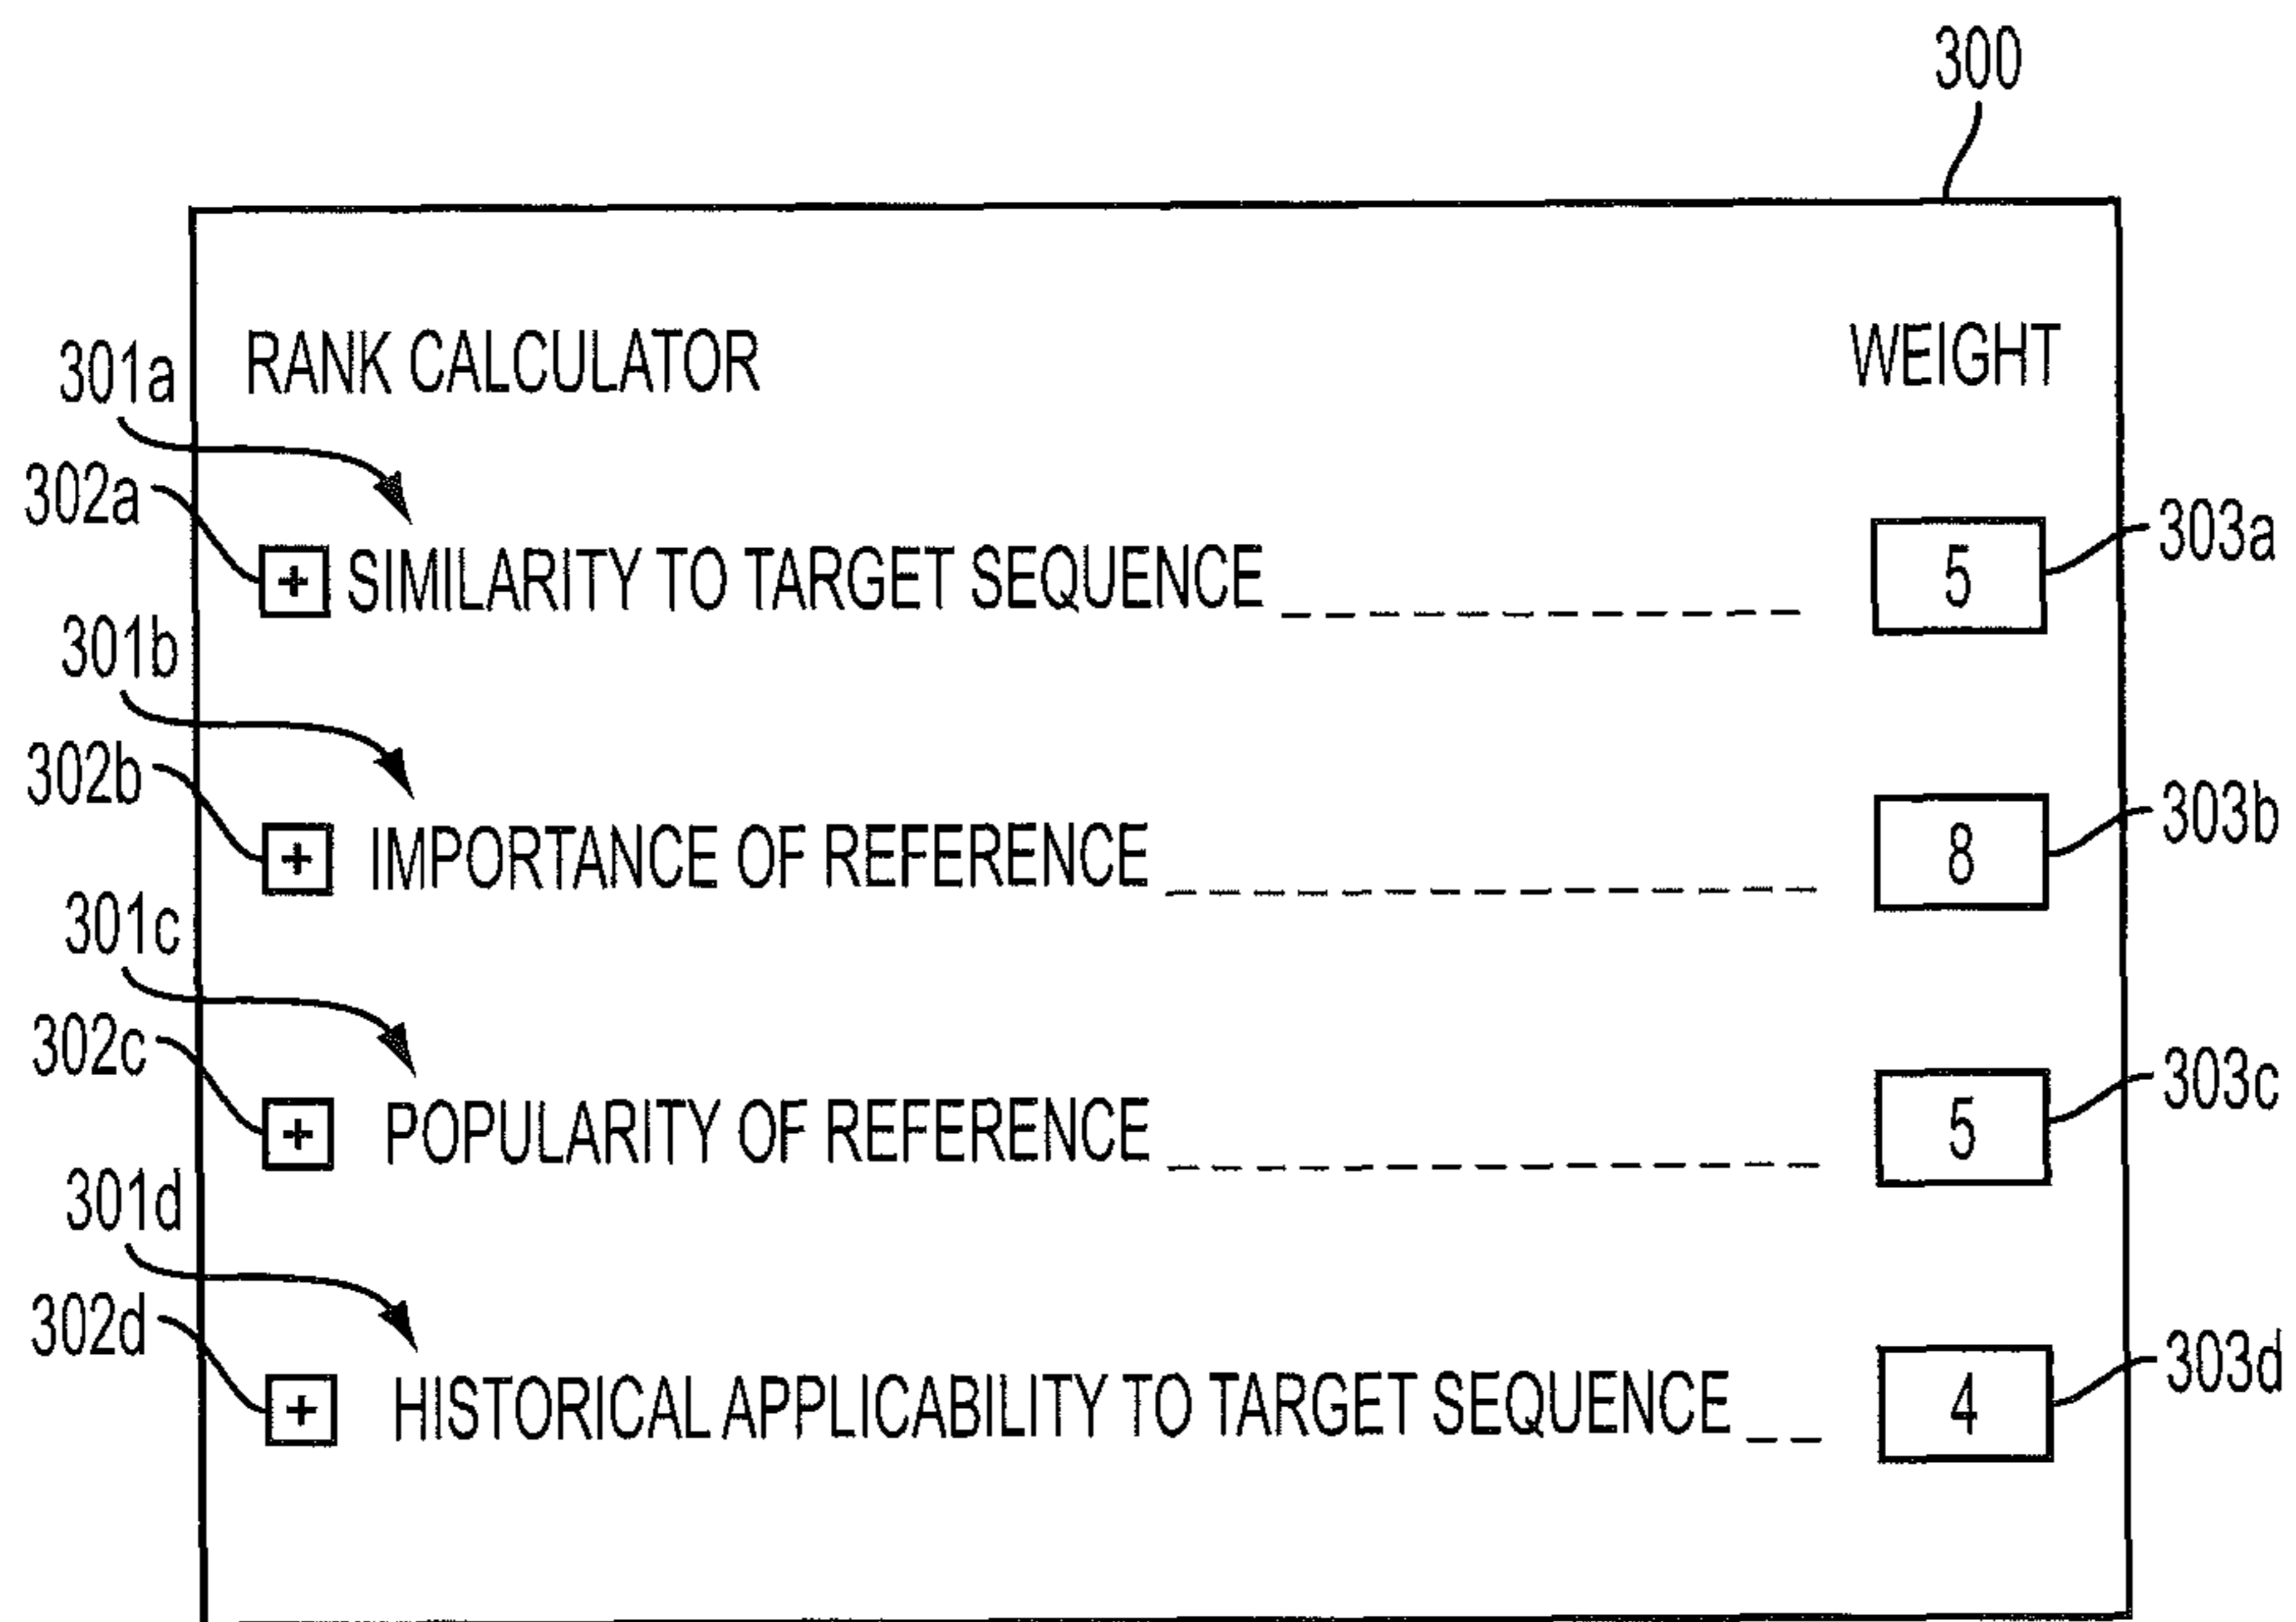 300
RANK CALCULATOR WEIGHT
301a
302a
+ SIMILARITY TO TARGET SEQUENCE 5 303a
301b
302b
+ IMPORTANCE OF REFERENCE 8 303b
301c
302c
+ POPULARITY OF REFERENCE 5 303c
301d
302d
+ HISTORICAL APPLICABILITY TO TARGET SEQUENCE 4 303d